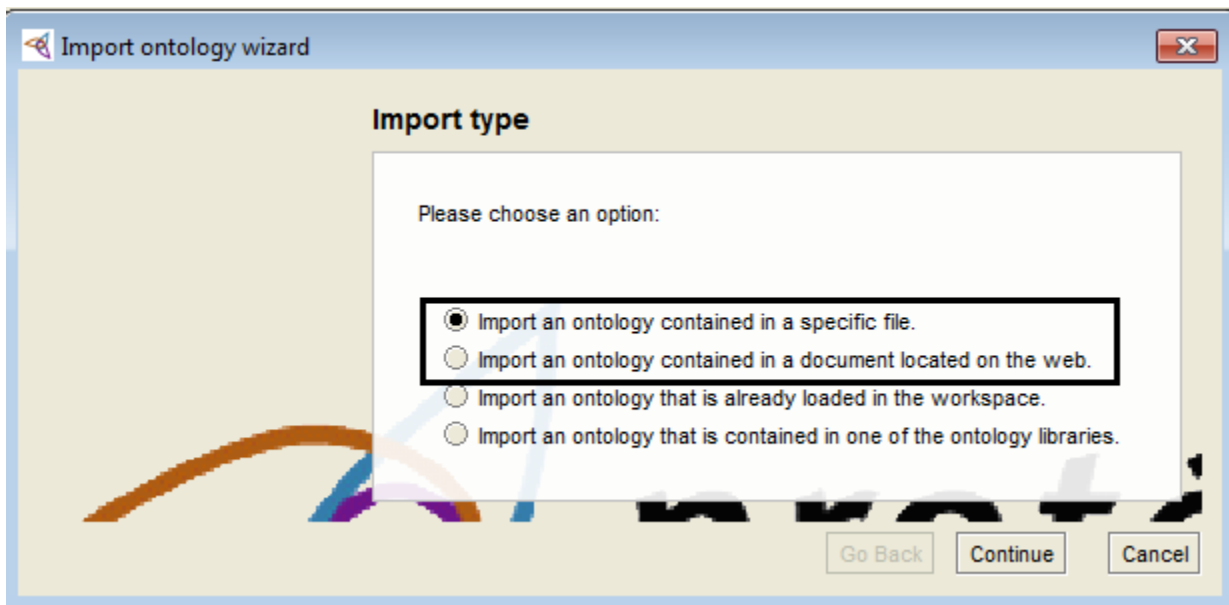 Import ontology wizard
Import type
Please choose an option:
Import an ontology contained in a specific file.
Import an ontology contained in a document located on the web.
Import an ontology that is already loaded in the workspace.
Import an ontology that is contained in one of the ontology libraries.
Go Back Continue Cancel